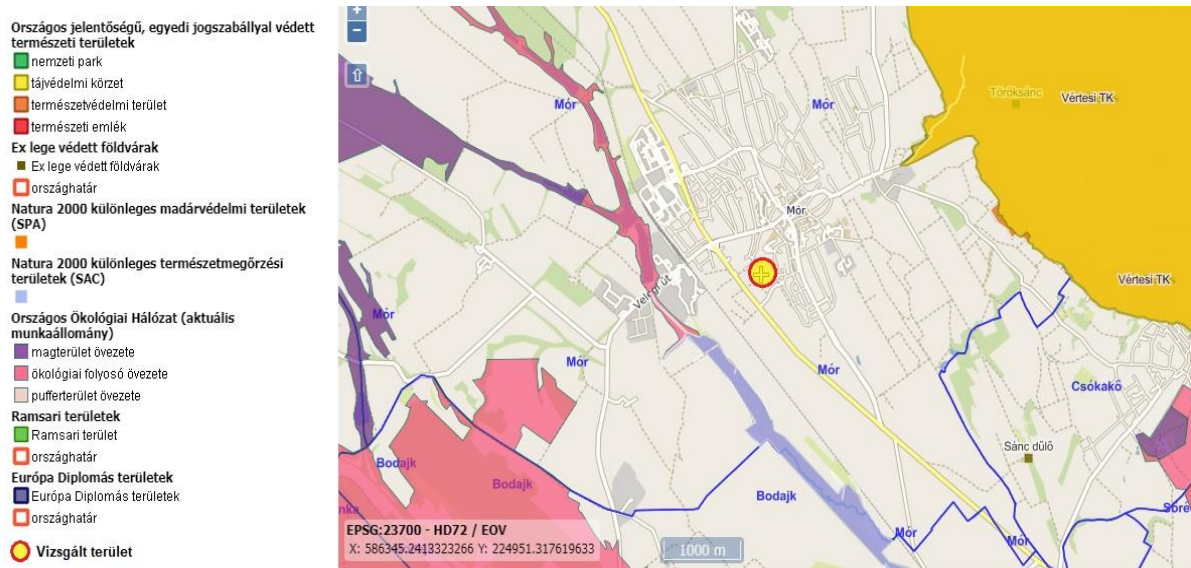 Országos jelentőségű, egyedi jogszabállyal védett
természeti területek
nemzeti park
tájvédelmi körzet
természetvédelmi terület
természeti emlék
Ex lege védett földvárak
Ex lege védett földvárak
országhatár
Natura 2000 különleges madárvédelmi területek
(SPA)
Natura 2000 különleges természetmegőrzési
területek (SAC)
Országos Ökológiai Hálózat (aktuális
munkaállomány)
magterület övezete
ökológiai folyosó övezete
pufferterület övezete
Ramsari területek
Ramsari terület
országhatár
Európa Diplomás területek
Európa Diplomás területek
országhatár
Vizsgált terület
+
−
⇧
Mór
Mór
Töröksánc
Vértesi TK
Mór
Velegi út
Vértesi TK
Mór
Mór
Mór
Csókakő
Sánc dűlő
Bodajk
Bodajk
Bodajk
Mór
Mór
EPSG:23700 - HD72 / EOV
X: 586345.2413323266 Y: 224951.317619633
1000 m